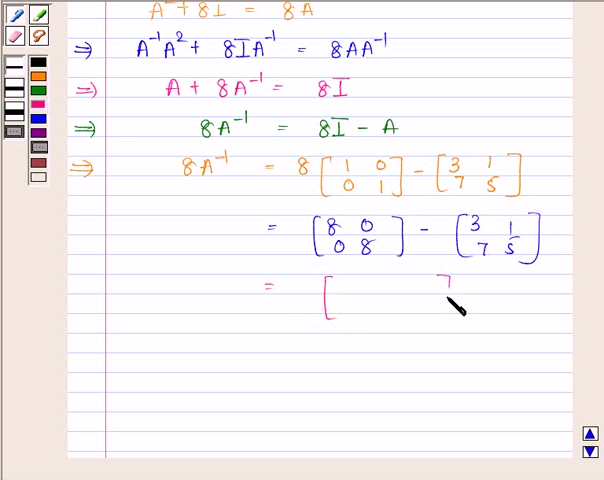 A² + 8I = 8A
⇒ A⁻¹A² + 8IA⁻¹ = 8AA⁻¹
⇒ A + 8A⁻¹ = 8I
⇒ 8A⁻¹ = 8I − A
⇒ 8A⁻¹ = 8 [1 0; 0 1] − [3 1; 7 5]
= [8 0; 0 8] − [3 1; 7 5]
= [ ]